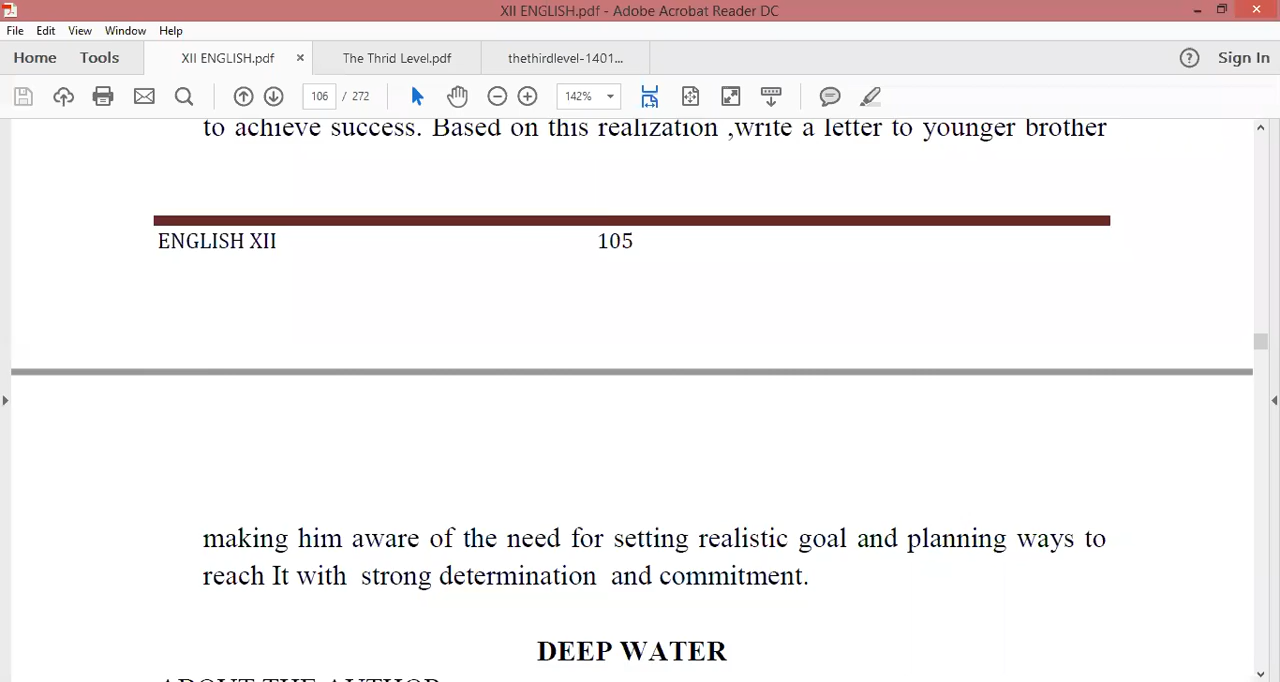 XII ENGLISH.pdf - Adobe Acrobat Reader DC
File Edit View Window Help
Home Tools XII ENGLISH.pdf × The Thrid Level.pdf thethirdlevel-1401... ? Sign In
106 / 272 142%
to achieve success. Based on this realization ,write a letter to younger brother
ENGLISH XII 105
making him aware of the need for setting realistic goal and planning ways to
reach It with strong determination and commitment.
DEEP WATER
ABOUT THE AUTHOR